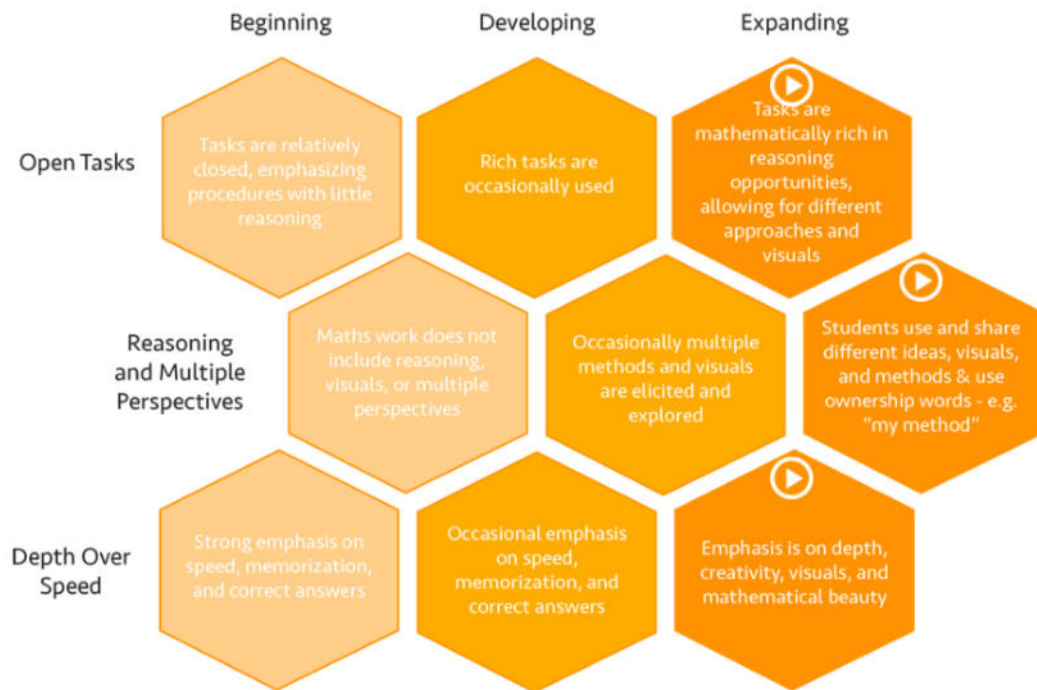 Beginning
Developing
Expanding
Open Tasks
Tasks are relatively
closed, emphasizing
procedures with little
reasoning
Rich tasks are
occasionally used
Tasks are
mathematically rich in
reasoning
opportunities,
allowing for different
approaches and
visuals
Reasoning
and Multiple
Perspectives
Maths work does not
include reasoning,
visuals, or multiple
perspectives
Occasionally multiple
methods and visuals
are elicited and
explored
Students use and share
different ideas, visuals,
and methods & use
ownership words - e.g.
"my method"
Depth Over
Speed
Strong emphasis on
speed, memorization,
and correct answers
Occasional emphasis
on speed,
memorization, and
correct answers
Emphasis is on depth,
creativity, visuals, and
mathematical beauty